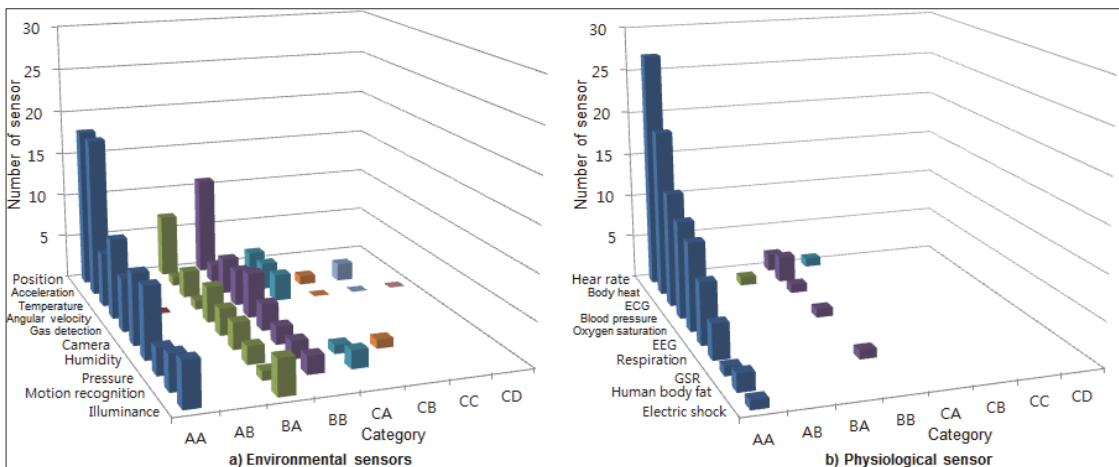 30
25
20
15
10
5
Number of sensor
Position
Acceleration
Temperature
Angular velocity
Gas detection
Camera
Humidity
Pressure
Motion recognition
Illuminance
AA
AB
BA
BB
CA
CB
CC
CD
Category
a) Environmental sensors
30
25
20
15
10
5
Number of sensor
Hear rate
Body heat
ECG
Blood pressure
Oxygen saturation
EEG
Respiration
GSR
Human body fat
Electric shock
AA
AB
BA
BB
CA
CB
CC
CD
Category
b) Physiological sensor